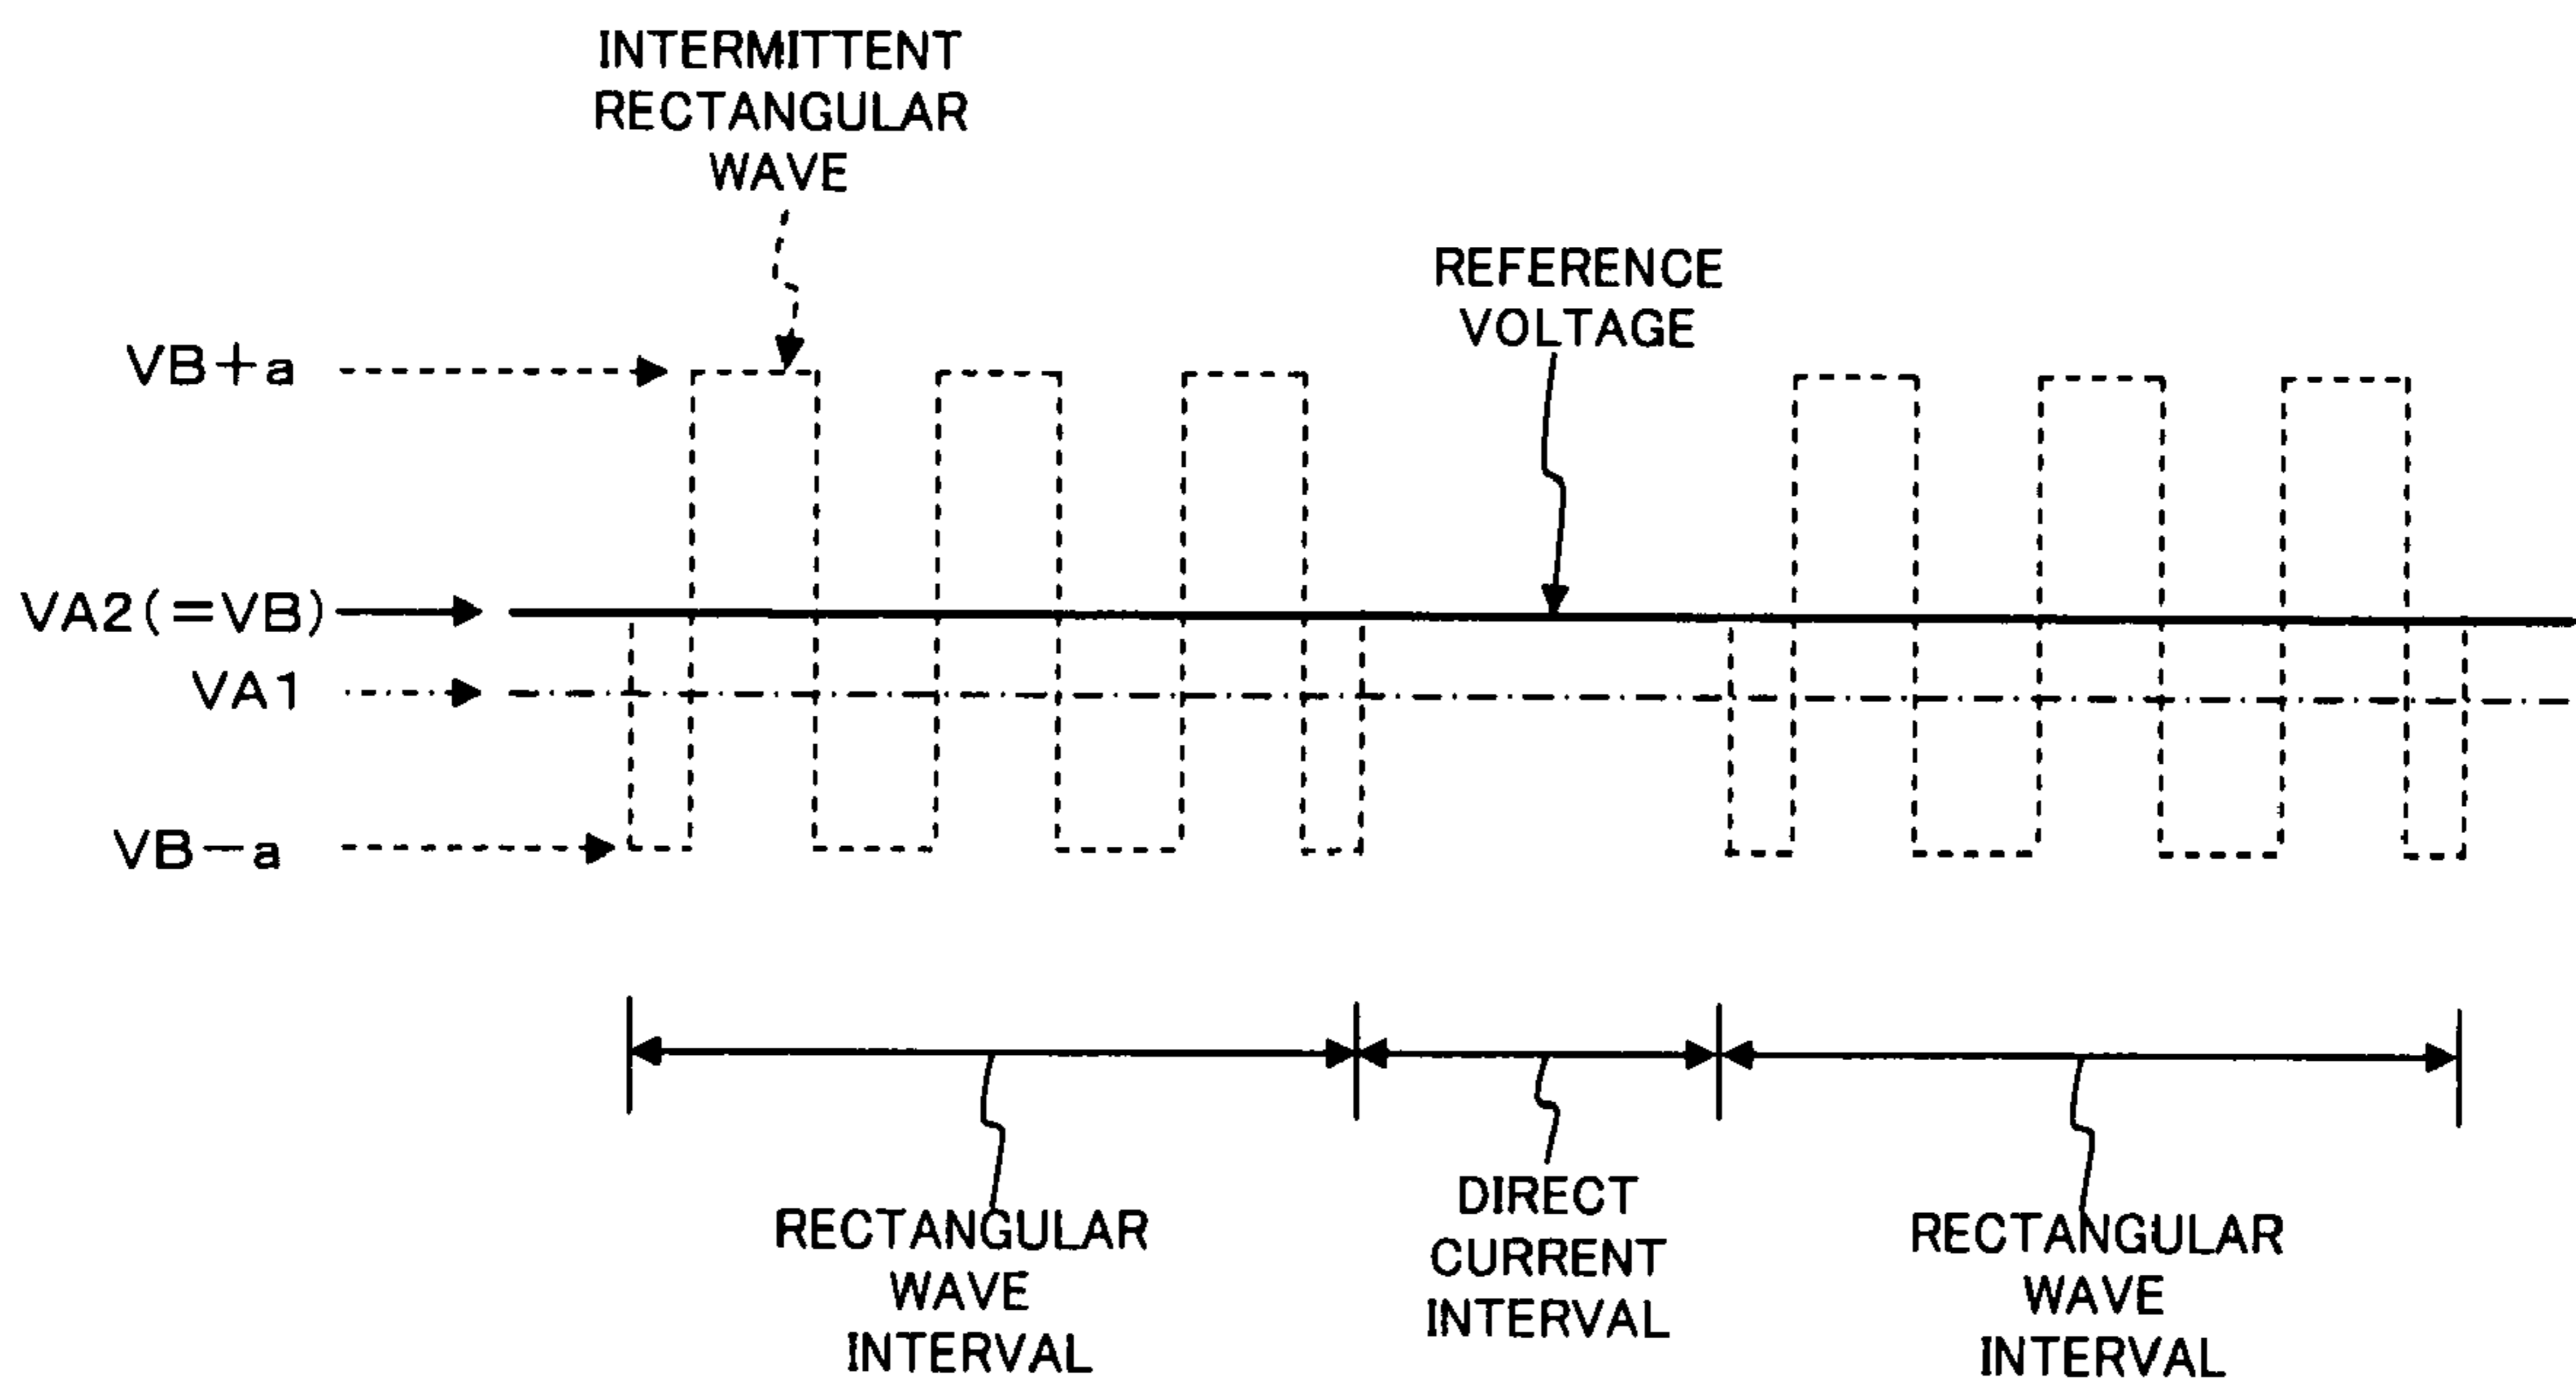 INTERMITTENT
RECTANGULAR
WAVE
REFERENCE
VOLTAGE
VB+a
VA2(=VB)
VA1
VB−a
RECTANGULAR
WAVE
INTERVAL
DIRECT
CURRENT
INTERVAL
RECTANGULAR
WAVE
INTERVAL